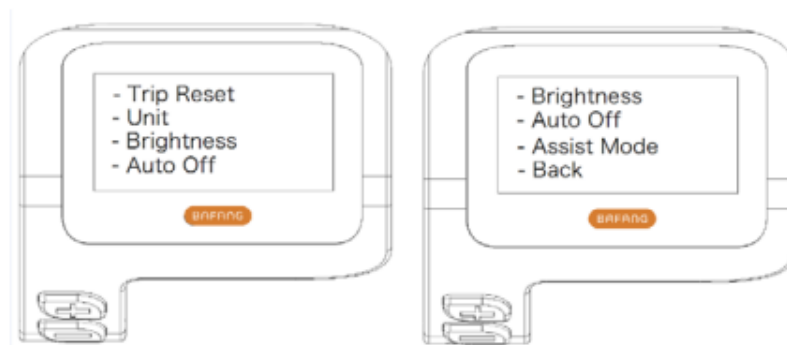 - Trip Reset
- Unit
- Brightness
- Auto Off
BAFANG
- Brightness
- Auto Off
- Assist Mode
- Back
BAFANG